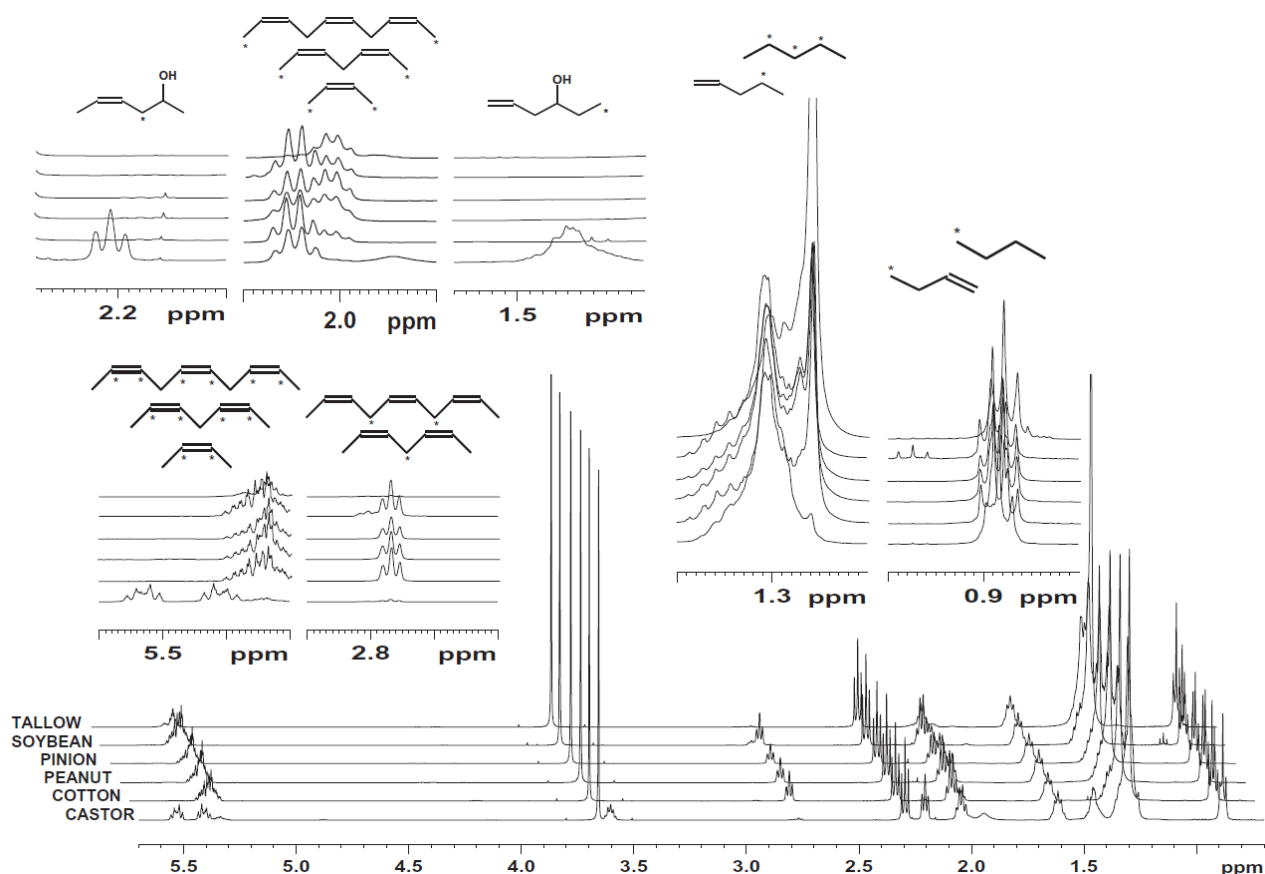 OH
OH
*
* *
* *
* *
*
* * *
*
2.2 ppm
2.0 ppm
1.5 ppm
*
*
* * * * * *
* * * *
* *
* *
*
5.5 ppm
2.8 ppm
1.3 ppm
0.9 ppm
TALLOW
SOYBEAN
PINION
PEANUT
COTTON
CASTOR
5.5 5.0 4.5 4.0 3.5 3.0 2.5 2.0 1.5 ppm